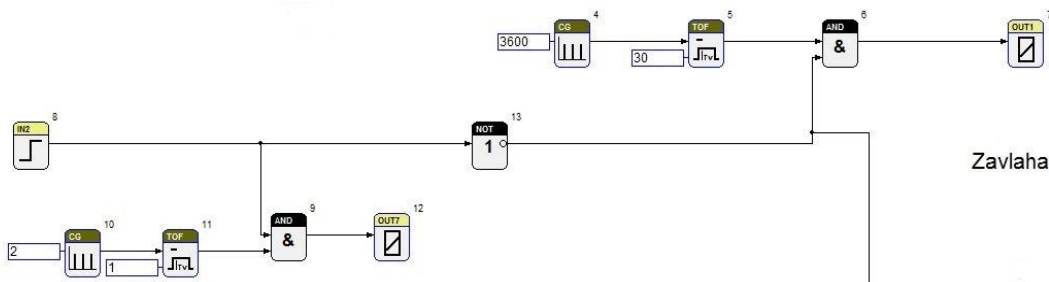 4
5
6
7
CG
TOF
AND
OUT1
3600
30
&
8
13
IN2
NOT
1
Zavlaha
10
11
9
12
CG
TOF
AND
OUT7
2
1
&